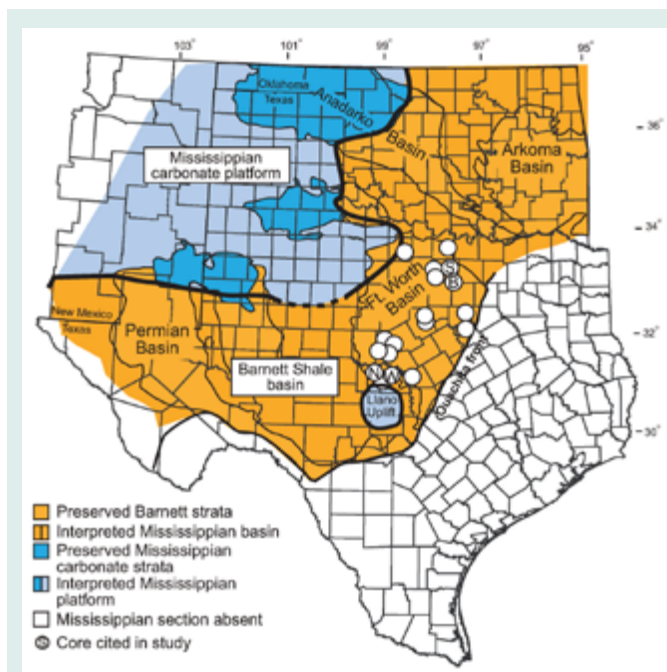 103°
101°
99°
97°
95°
Oklahoma
Texas
Anadarko
Basin
36°
Arkoma
Basin
Mississippian
carbonate platform
34°
Ft. Worth
Basin
S
B
New Mexico
Texas
Permian
Basin
32°
Barnett Shale
basin
Ouachita front
N
Llano
Uplift
30°
Preserved Barnett strata
Interpreted Mississippian basin
Preserved Mississippian
carbonate strata
Interpreted Mississippian
platform
Mississippian section absent
Core cited in study